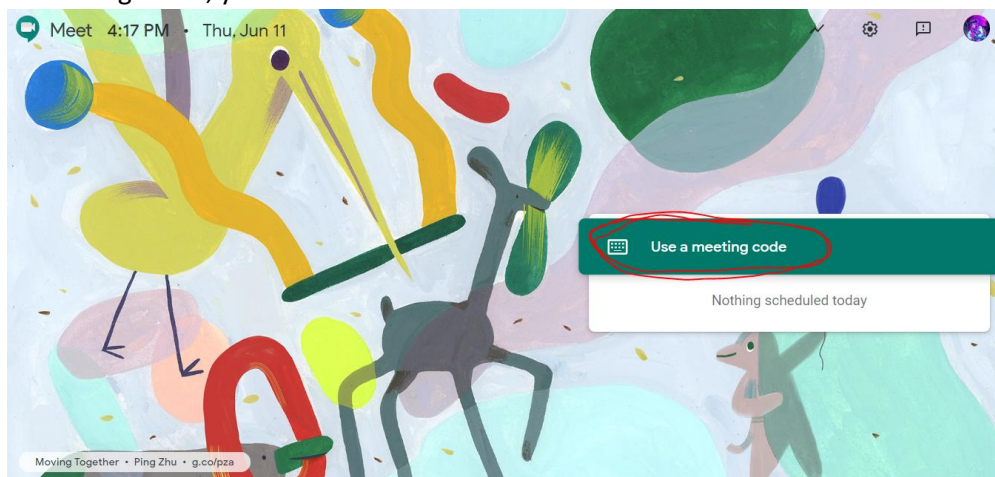 Meet 4:17 PM • Thu, Jun 11
Use a meeting code
Nothing scheduled today
Moving Together • Ping Zhu • g.co/pza